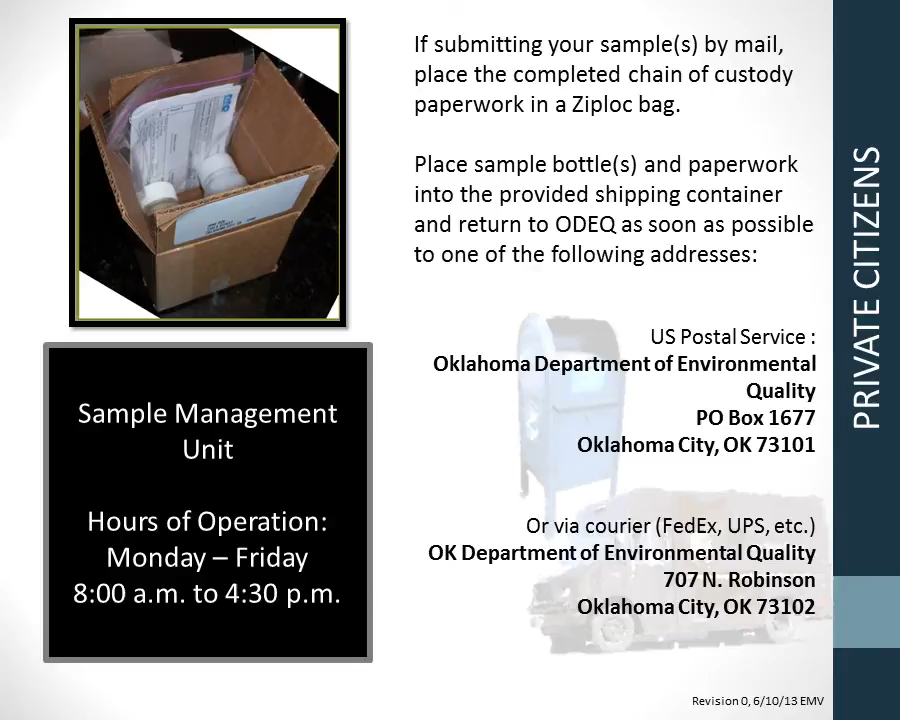 If submitting your sample(s) by mail,
place the completed chain of custody
paperwork in a Ziploc bag.
Place sample bottle(s) and paperwork
into the provided shipping container
and return to ODEQ as soon as possible
to one of the following addresses:
US Postal Service :
Oklahoma Department of Environmental
Quality
PO Box 1677
Oklahoma City, OK 73101
Or via courier (FedEx, UPS, etc.)
OK Department of Environmental Quality
707 N. Robinson
Oklahoma City, OK 73102
Sample Management
Unit
Hours of Operation:
Monday – Friday
8:00 a.m. to 4:30 p.m.
PRIVATE CITIZENS
Revision 0, 6/10/13 EMV